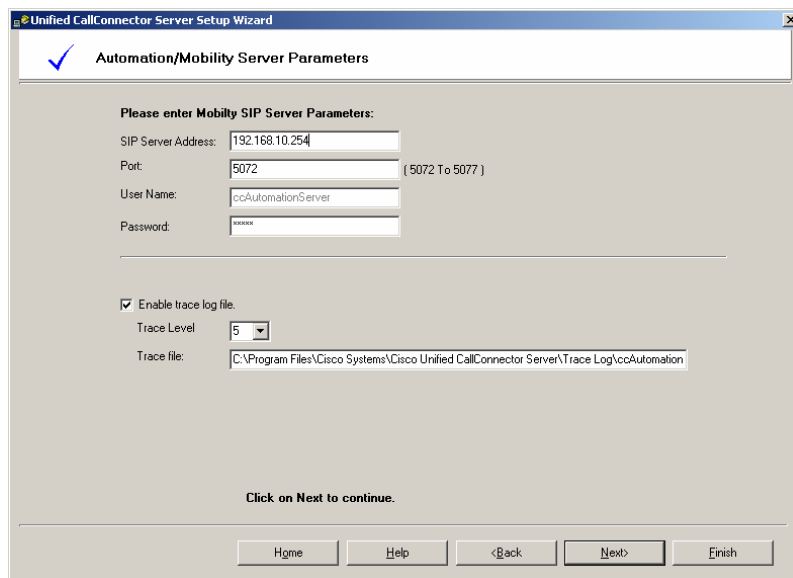 Unified CallConnector Server Setup Wizard
Automation/Mobility Server Parameters
Please enter Mobilty SIP Server Parameters:
SIP Server Address: 192.168.10.254
Port: 5072 ( 5072 To 5077 )
User Name: ccAutomationServer
Password: *****
Enable trace log file.
Trace Level 5
Trace file: C:\Program Files\Cisco Systems\Cisco Unified CallConnector Server\Trace Log\ccAutomation
Click on Next to continue.
Home Help <Back Next> Finish